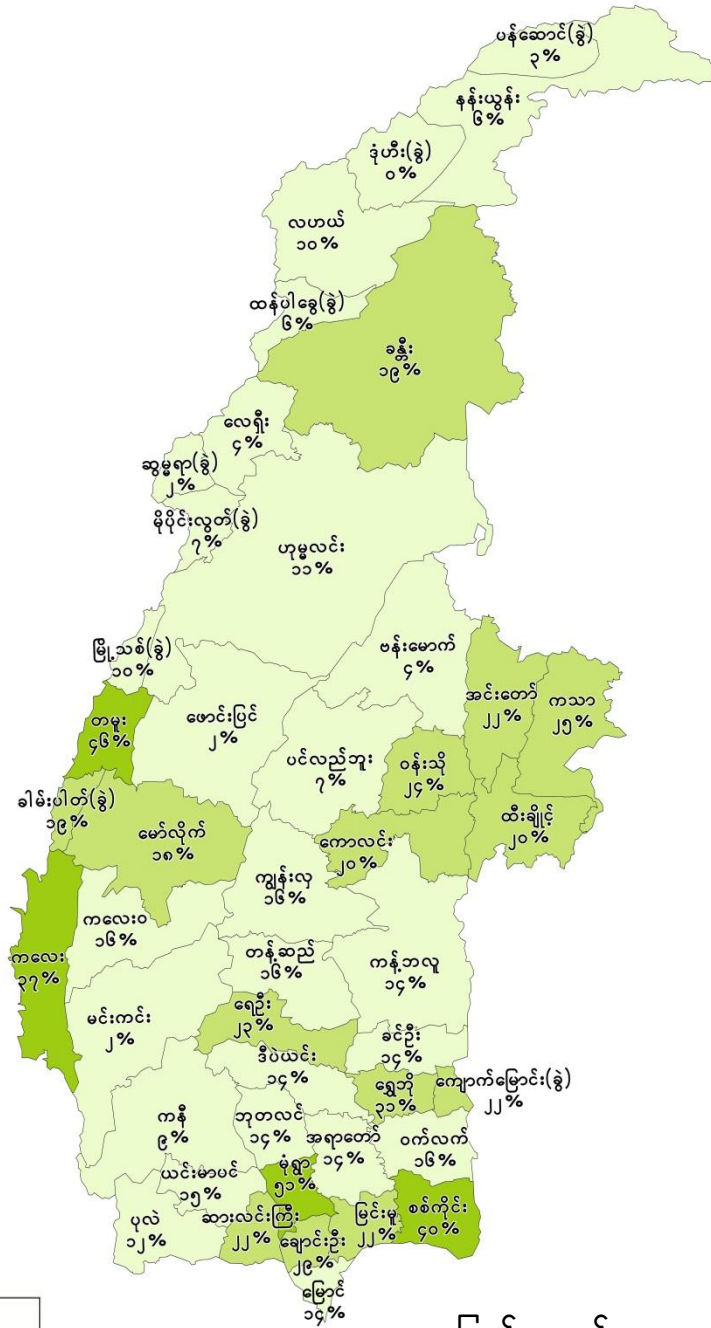 ပန်ဆောင်(ခွဲ)
၃%
နန်းယွန်း
၆%
ဒုံဟီး(ခွဲ)
၀%
လဟယ်
၁၀%
ထန်ပါခွေ(ခွဲ)
၆%
ခန္တီး
၁၉%
လေရှီး
၄%
ဆွမ္မရာ(ခွဲ)
၂%
မိုပိုင်းလွတ်(ခွဲ)
၇%
ဟုမ္မလင်း
၁၁%
မြို့သစ်(ခွဲ)
၁၀%
ဗန်းမောက်
၄%
အင်းတော်
၂၂%
ကသာ
၂၅%
တမူး
၄၆%
ဖောင်းပြင်
၂%
ပင်လည်ဘူး
၇%
ဝန်းသို
၂၄%
ခါမ်းပါတ်(ခွဲ)
၁၉%
မော်လိုက်
၁၈%
ထီးချိုင့်
၂၀%
ကောလင်း
၂၀%
ကျွန်းလှ
၁၆%
ကလေးဝ
၁၆%
ကလေး
၃၇%
တန့်ဆည်
၁၆%
ကန့်ဘလူ
၁၄%
မင်းကင်း
၂%
ရေဦး
၂၃%
ခင်ဦး
၁၄%
ဒီပဲယင်း
၁၄%
ရွှေဘို
၃၁%
ကျောက်မြောင်း(ခွဲ)
၂၂%
ကနီ
၉%
ဘုတလင်
၁၄%
အရာတော်
၁၄%
ဝက်လက်
၁၆%
ယင်းမာပင်
၁၅%
မုံရွာ
၅၁%
ပုလဲ
၁၂%
ဆားလင်းကြီး
၂၂%
ချောင်းဦး
၂၉%
မြင်းမူ
၂၂%
စစ်ကိုင်း
၄၀%
မြောင်
၁၄%